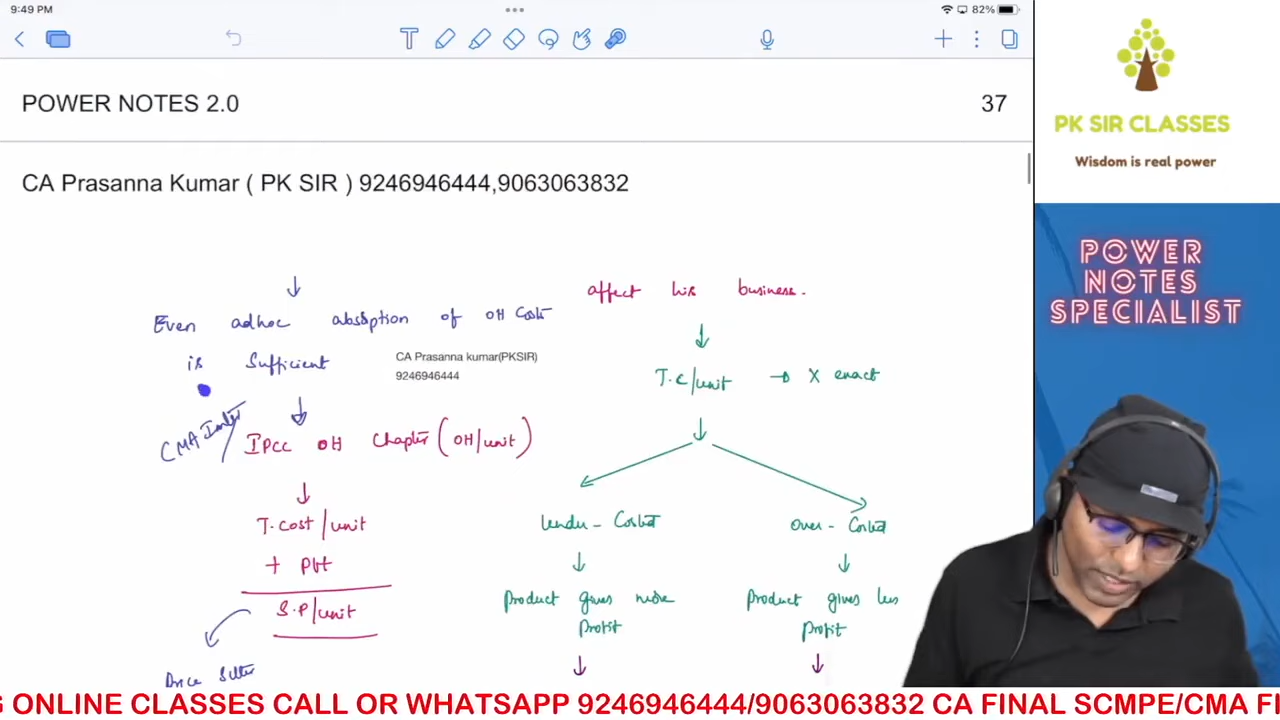 9:49 PM
82%
POWER NOTES 2.0
37
CA Prasanna Kumar ( PK SIR ) 9246946444,9063063832
Even adhoc absorption of OH Costs
is Sufficient
CMA Inter/
IPCC OH Chapter (OH/unit)
T.Cost/unit
+ Pft
S.P/unit
CA Prasanna kumar(PKSIR)
9246946444
affect his business.
T.C/unit → X exact
Under-Costed
Product gives more
Profit
Over-Costed
Product gives less
Profit
PK SIR CLASSES
Wisdom is real power
POWER
NOTES
SPECIALIST
G ONLINE CLASSES CALL OR WHATSAPP 9246946444/9063063832 CA FINAL SCMPE/CMA FI